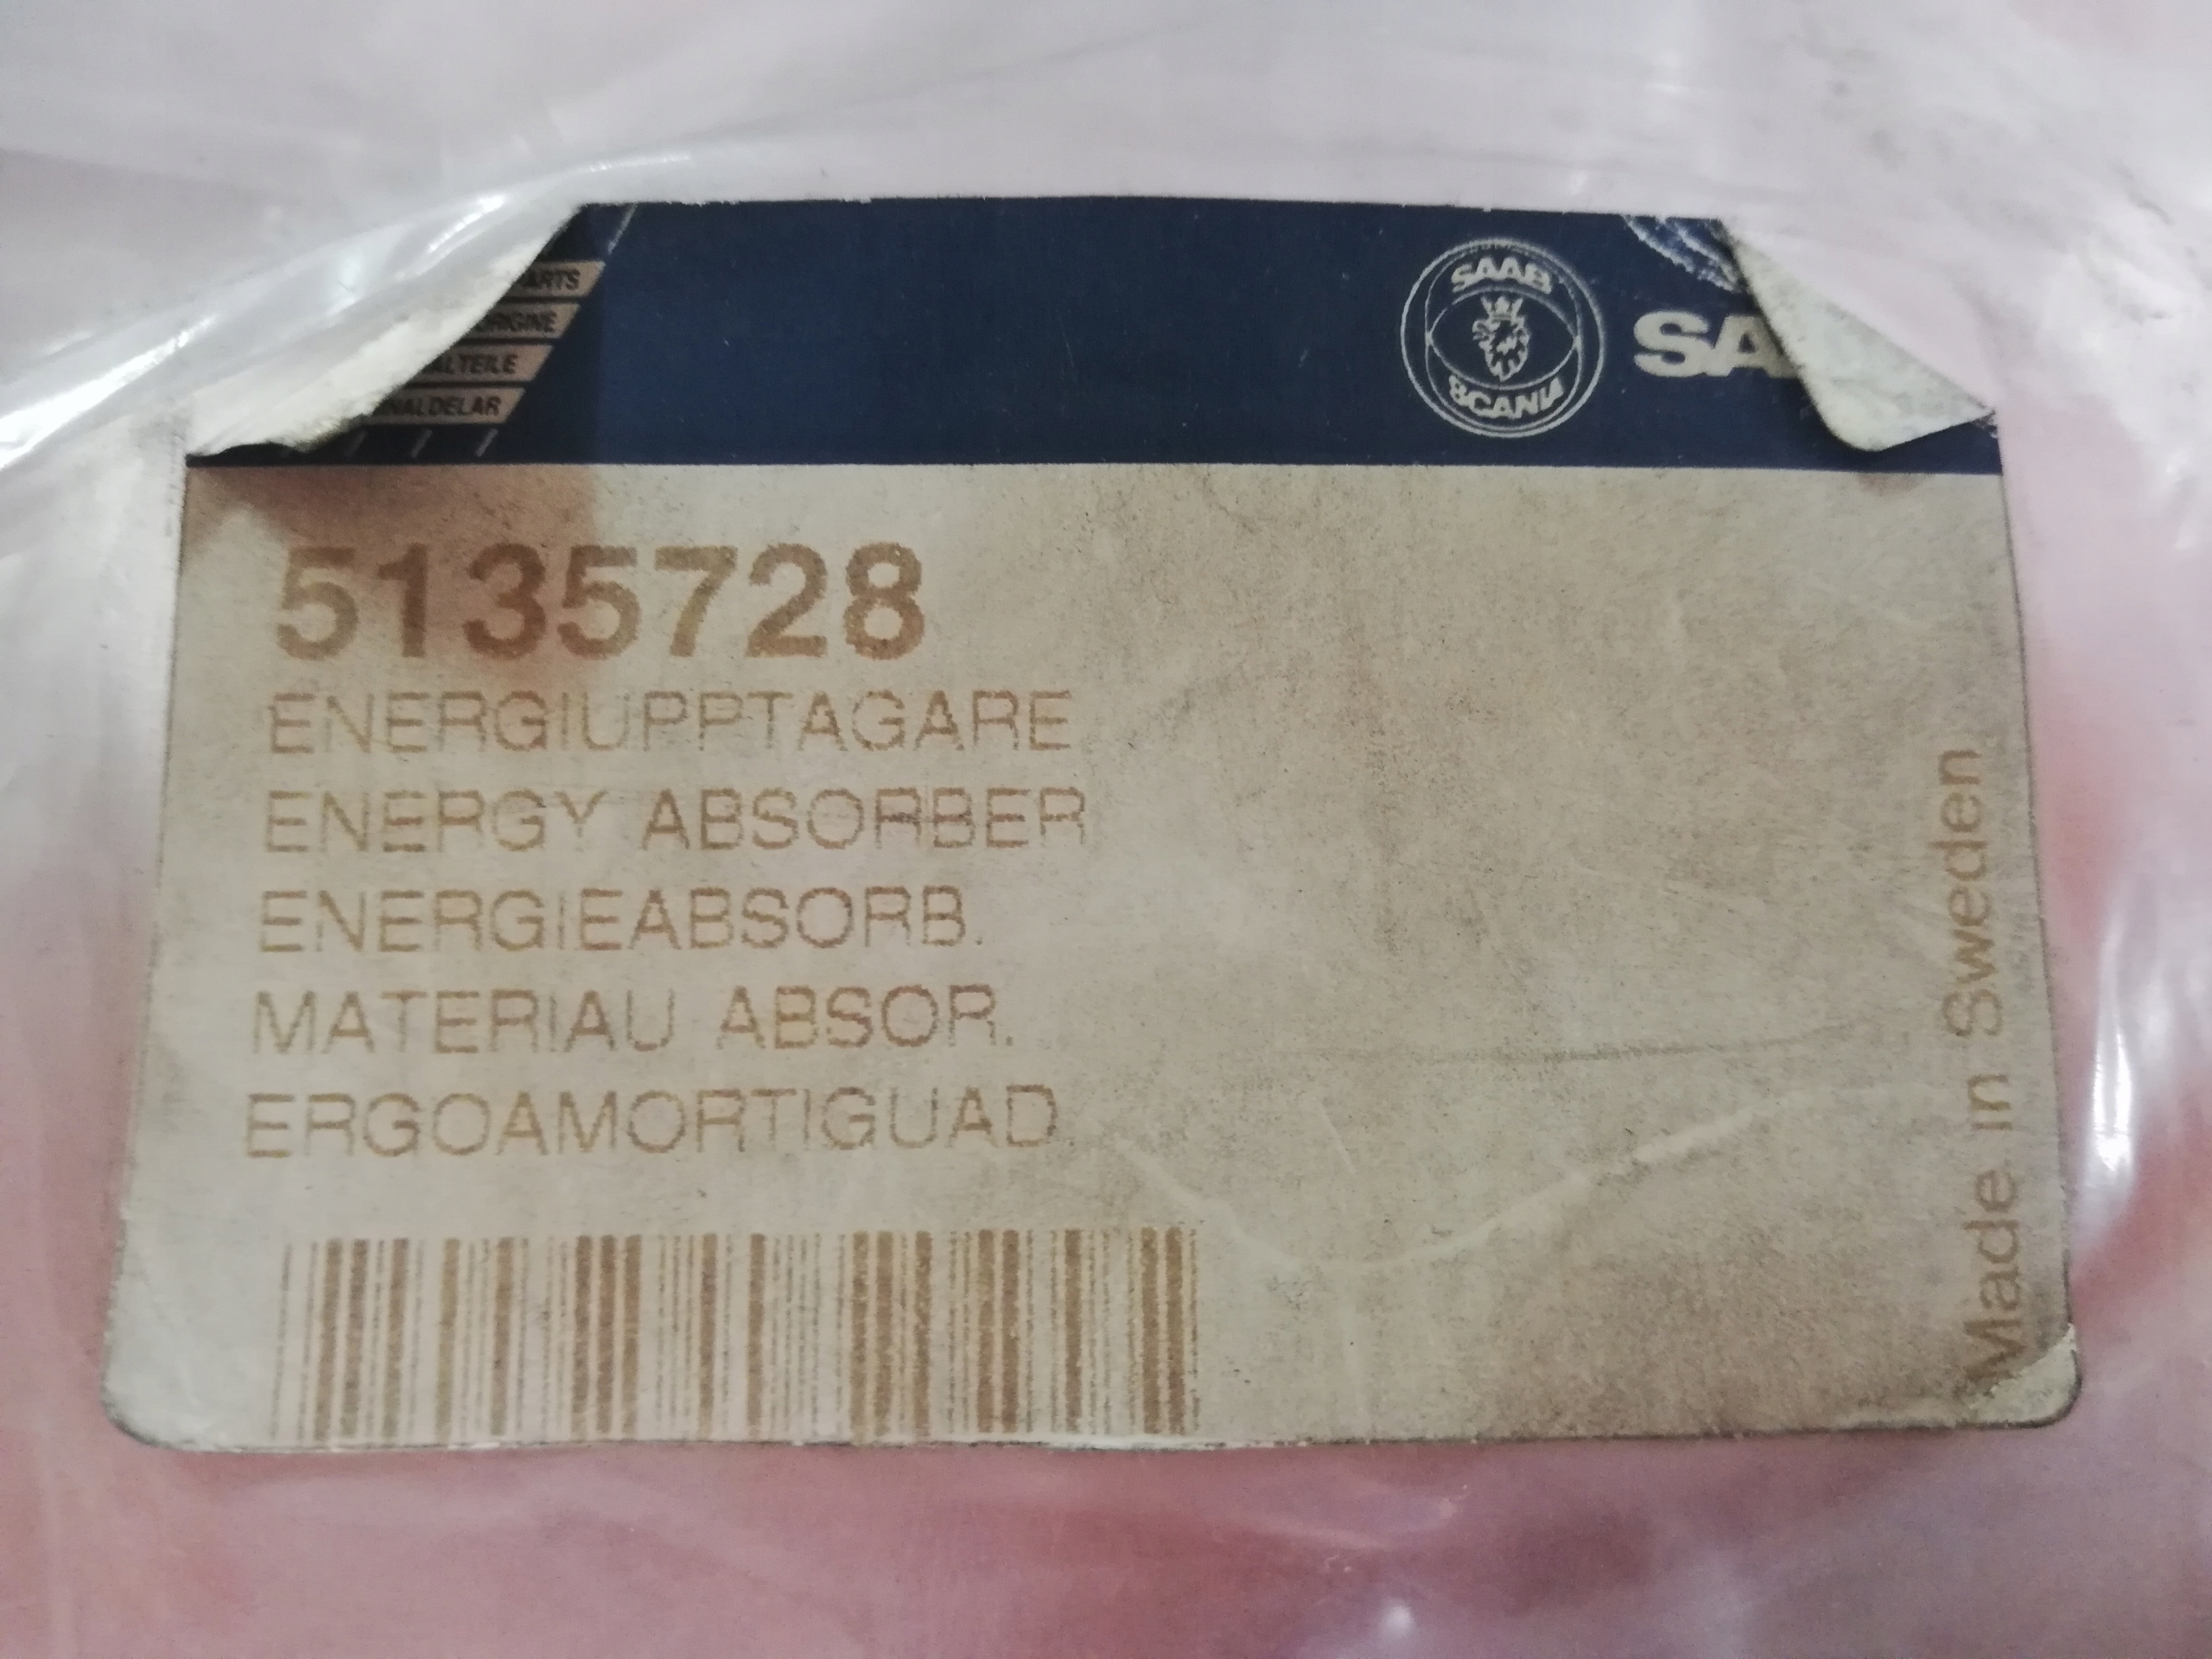 SAAB
SCANIA
5135728
ENERGIUPPTAGARE
ENERGY ABSORBER
ENERGIEABSORB.
MATERIAU ABSOR.
ERGOAMORTIGUAD
Made in Sweden